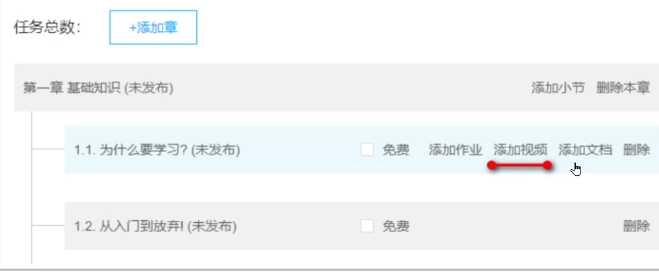 任务总数： +添加章
第一章 基础知识 (未发布) 添加小节 删除本章
1.1. 为什么要学习? (未发布) 免费 添加作业 添加视频 添加文档 删除
1.2. 从入门到放弃! (未发布) 免费 删除